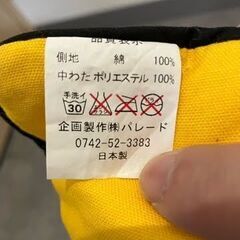 品質表示
側地 綿 100%
中わた ポリエステル 100%
手洗イ
30
企画製作㈱パレード
0742-52-3383
日本製